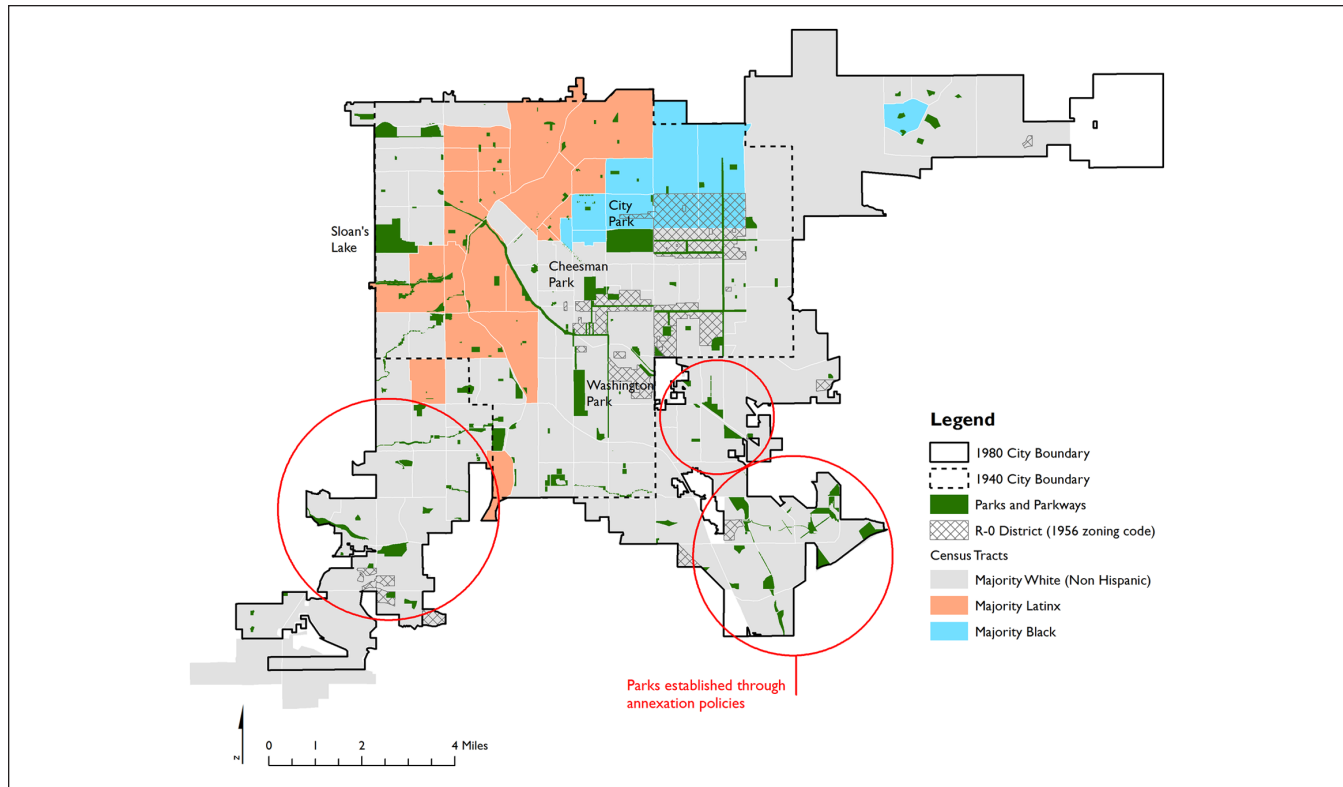 Sloan's
Lake
City
Park
Cheesman
Park
Washington
Park
Legend
1980 City Boundary
1940 City Boundary
Parks and Parkways
R-0 District (1956 zoning code)
Census Tracts
Majority White (Non Hispanic)
Majority Latinx
Majority Black
Parks established through
annexation policies
N
0 1 2 4 Miles